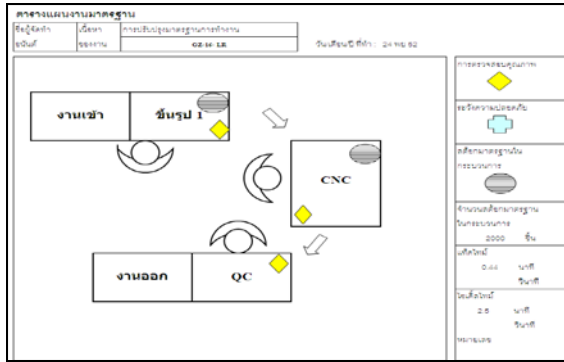 ตารางแผนงานมาตรฐาน
ชื่อผู้จัดทำ
เนื้อหา
การปรับปรุงมาตรฐานการทำงาน
อนันต์
ของงาน
วันเดือนปี ที่ทำ : 24 พย 62
การตรวจสอบคุณภาพ
ระวังความปลอดภัย
สต๊อกมาตรฐานใน
กระบวนการ
จำนวนสต๊อกมาตรฐาน
ในกระบวนการ
2000 ชิ้น
แท็คไทม์
0.44 นาที
วินาที
ไซเคิลไทม์
2.5 นาที
วินาที
หมายเลข
งานเข้า
ขึ้นรูป 1
CNC
งานออก
QC